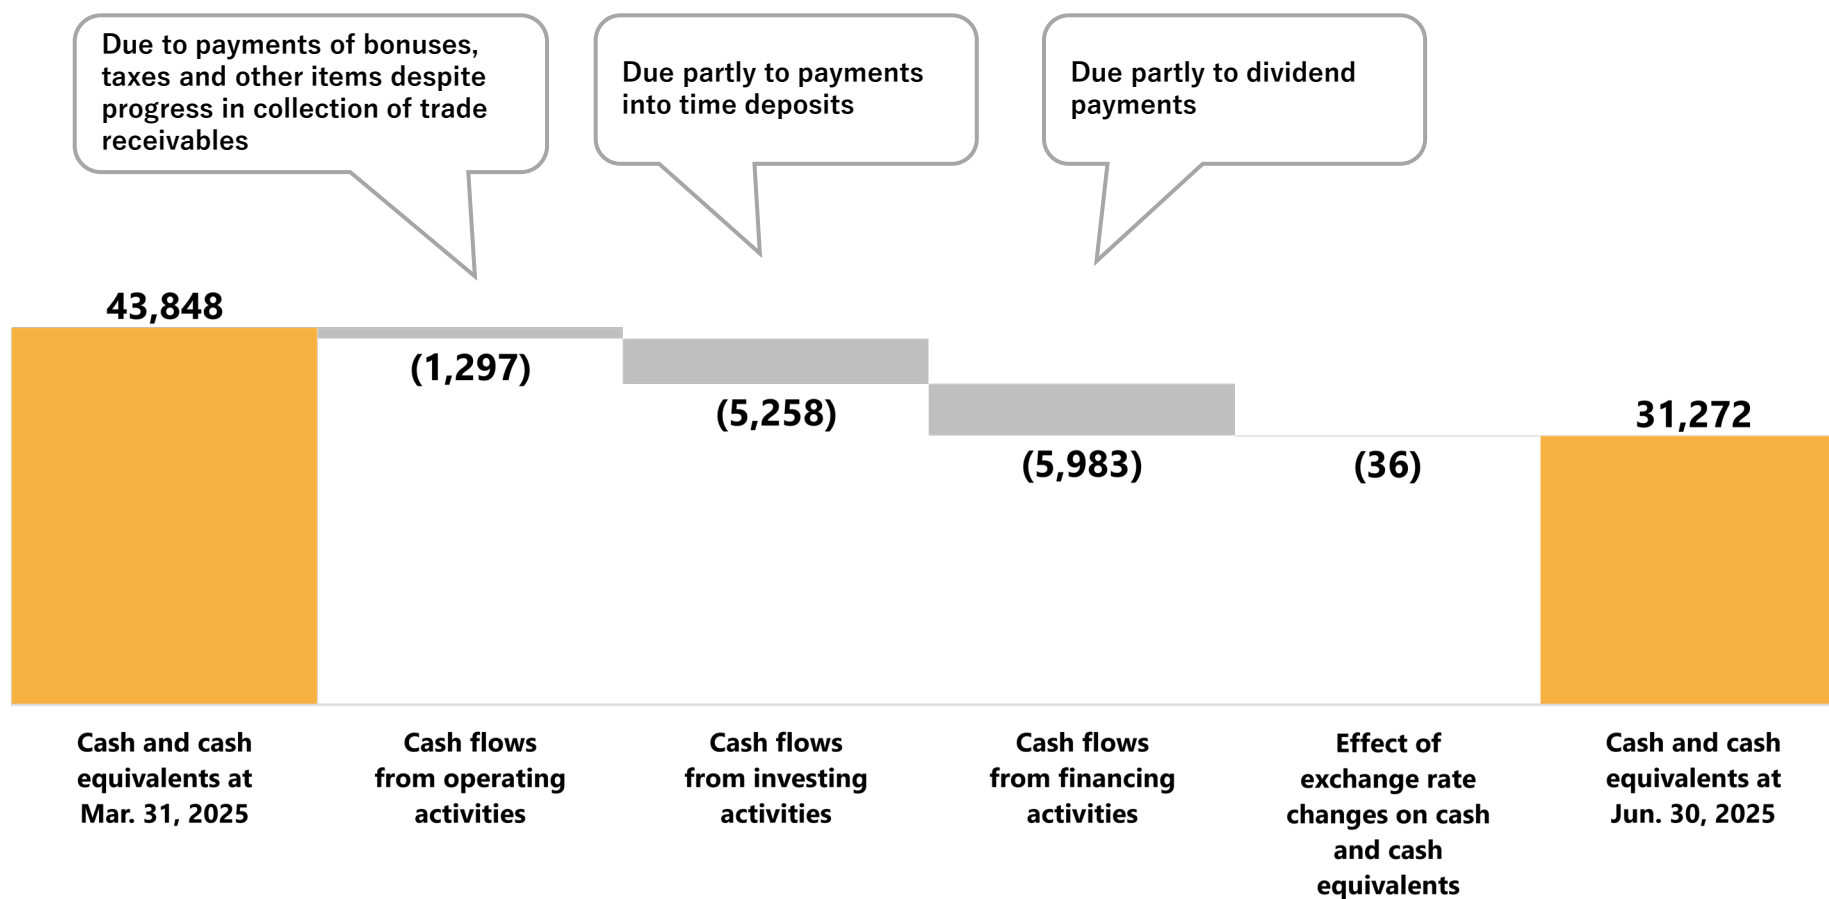 Due to payments of bonuses,
taxes and other items despite
progress in collection of trade
receivables
Due partly to payments
into time deposits
Due partly to dividend
payments
43,848
(1,297)
(5,258)
(5,983)
(36)
31,272
Cash and cash
equivalents at
Mar. 31, 2025
Cash flows
from operating
activities
Cash flows
from investing
activities
Cash flows
from financing
activities
Effect of
exchange rate
changes on cash
and cash
equivalents
Cash and cash
equivalents at
Jun. 30, 2025